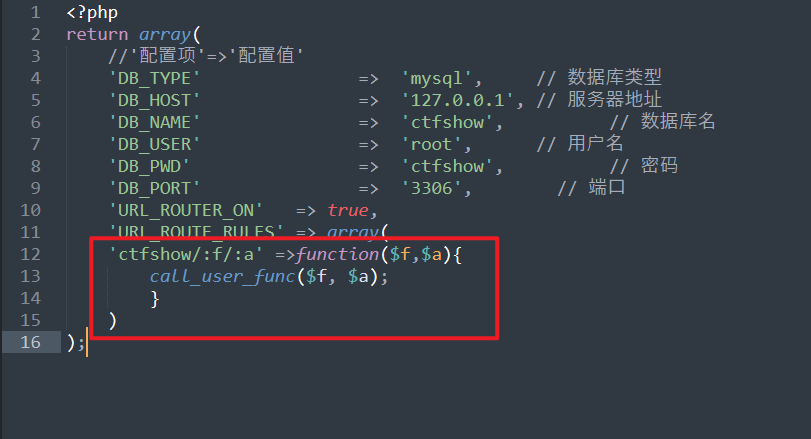 1 <?php
2 return array(
3 //'配置项'=>'配置值'
4 'DB_TYPE' => 'mysql', // 数据库类型
5 'DB_HOST' => '127.0.0.1', // 服务器地址
6 'DB_NAME' => 'ctfshow', // 数据库名
7 'DB_USER' => 'root', // 用户名
8 'DB_PWD' => 'ctfshow', // 密码
9 'DB_PORT' => '3306', // 端口
10 'URL_ROUTER_ON' => true,
11 'URL_ROUTE_RULES' => array(
12 'ctfshow/:f/:a' =>function($f,$a){
13 call_user_func($f, $a);
14 }
15 )
16 );